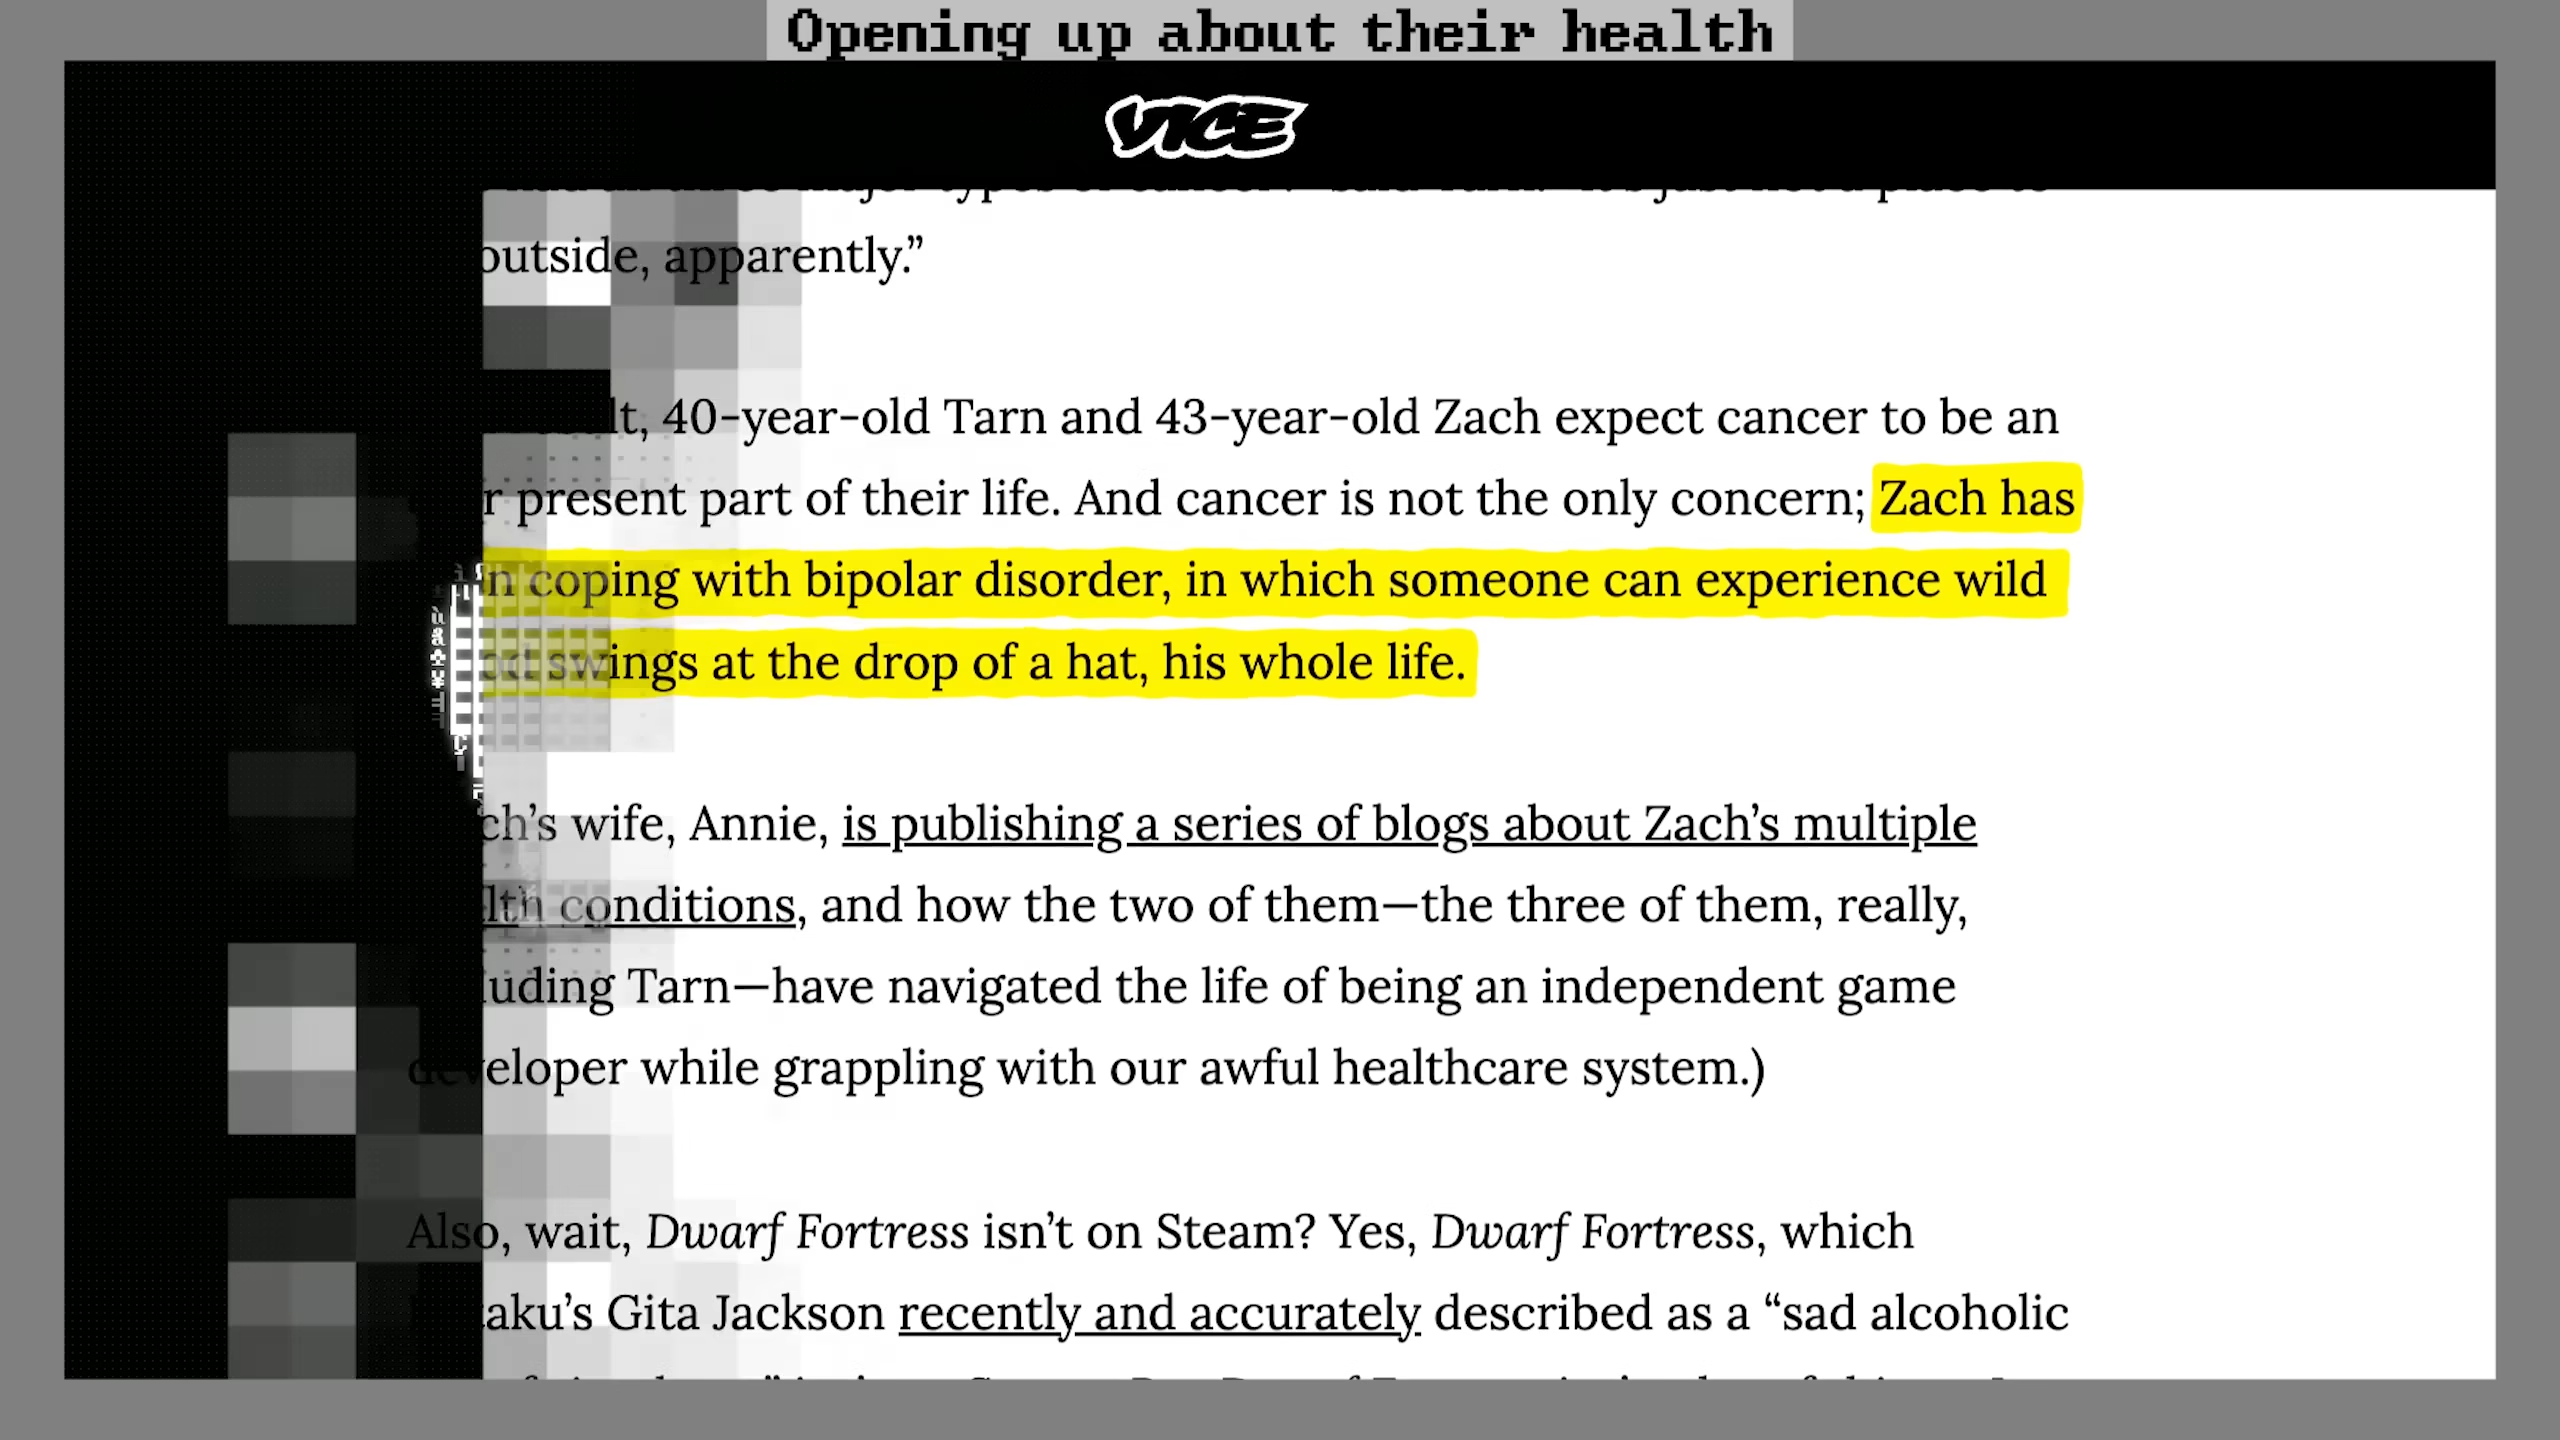 Opening up about their health
VICE
outside, apparently.”
40-year-old Tarn and 43-year-old Zach expect cancer to be an
present part of their life. And cancer is not the only concern; Zach has
coping with bipolar disorder, in which someone can experience wild
swings at the drop of a hat, his whole life.
wife, Annie, is publishing a series of blogs about Zach’s multiple
conditions, and how the two of them—the three of them, really,
Tarn—have navigated the life of being an independent game
developer while grappling with our awful healthcare system.)
Also, wait, Dwarf Fortress isn’t on Steam? Yes, Dwarf Fortress, which
Gita Jackson recently and accurately described as a “sad alcoholic